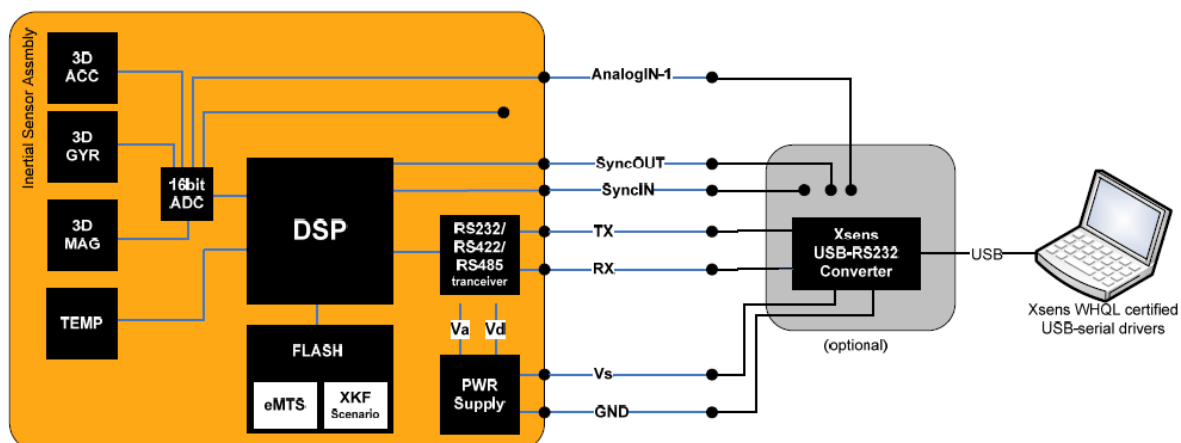 Inertial Sensor Assmbly
3D
ACC
3D
GYR
3D
MAG
TEMP
16bit
ADC
DSP
FLASH
eMTS
XKF
Scenario
RS232/
RS422/
RS485
tranceiver
Va
Vd
PWR
Supply
AnalogIN-1
SyncOUT
SyncIN
TX
RX
Vs
GND
Xsens
USB-RS232
Converter
(optional)
USB
Xsens WHQL certified
USB-serial drivers